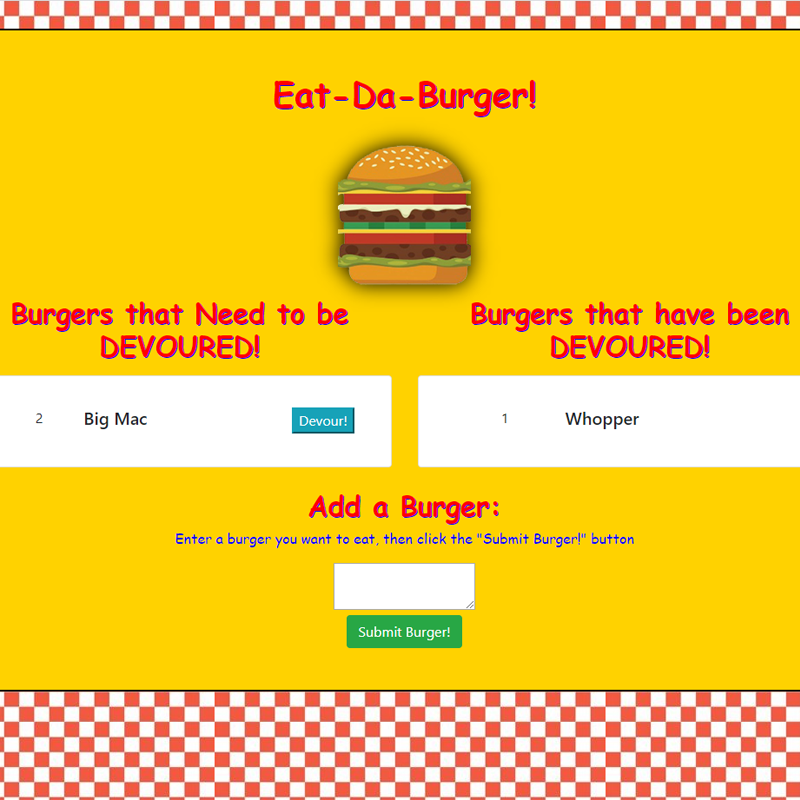 Eat-Da-Burger!
Burgers that Need to be
DEVOURED!
2 Big Mac Devour!
Burgers that have been
DEVOURED!
1 Whopper
Add a Burger:
Enter a burger you want to eat, then click the "Submit Burger!" button
Submit Burger!